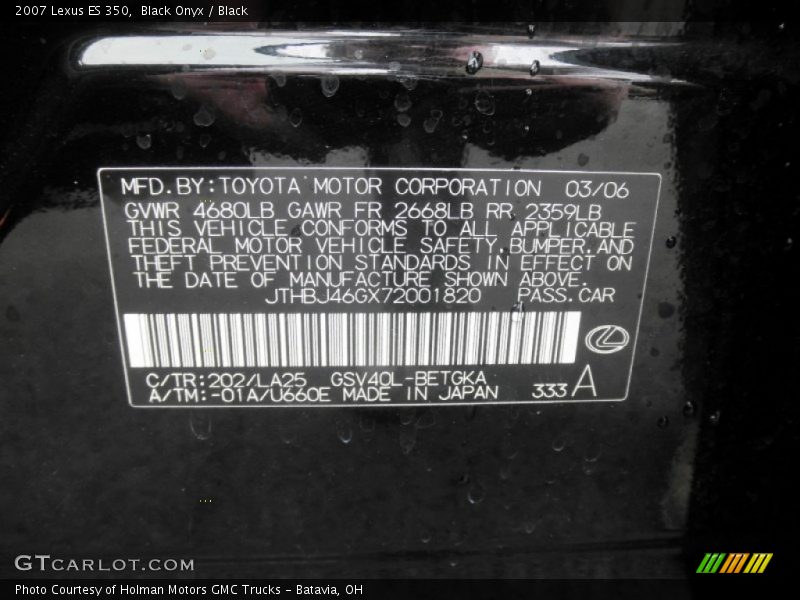 2007 Lexus ES 350, Black Onyx / Black
MFD.BY:TOYOTA MOTOR CORPORATION 03/06
GVWR 4680LB GAWR FR 2668LB RR 2359LB
THIS VEHICLE CONFORMS TO ALL APPLICABLE
FEDERAL MOTOR VEHICLE SAFETY,BUMPER,AND
THEFT PREVENTION STANDARDS IN EFFECT ON
THE DATE OF MANUFACTURE SHOWN ABOVE.
JTHBJ46GX72001820 PASS.CAR
C/TR:202/LA25 GSV40L-BETGKA
A/TM:-01A/U660E MADE IN JAPAN 333 A
GTCARLOT.COM
Photo Courtesy of Holman Motors GMC Trucks - Batavia, OH